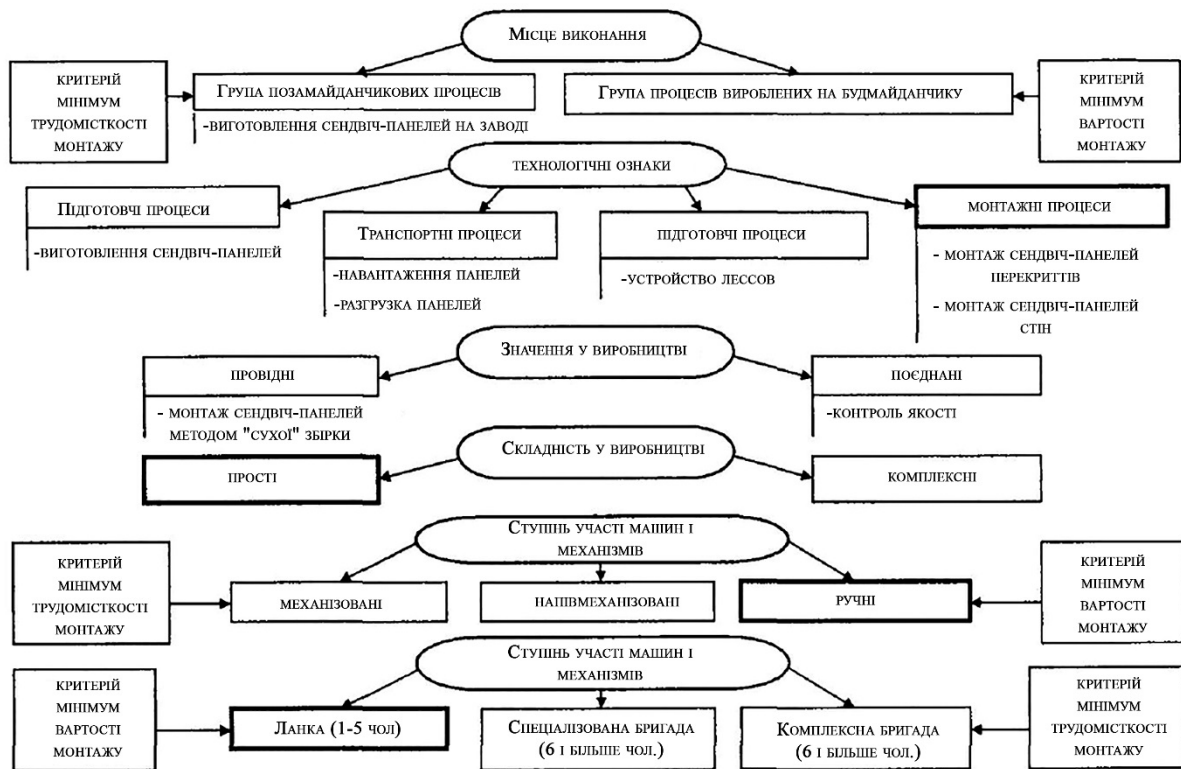 Місце виконання
критерій
мінімум
трудомісткості
монтажу
Група позамайданчикових процесів
-виготовлення сендвіч-панелей на заводі
Група процесів вироблених на будмайданчику
критерій
мінімум
вартості
монтажу
технологічні ознаки
Підготовчі процеси
-виготовлення сендвіч-панелей
Транспортні процеси
-навантаження панелей
-разгрузка панелей
підготовчі процеси
-устройство лессов
монтажні процеси
- монтаж сендвіч-панелей
перекриттів
- монтаж сендвіч-панелей
стін
Значення у виробництві
провідні
- монтаж сендвіч-панелей
методом "сухої" збірки
поєднані
-контроль якості
Складність у виробництві
прості
комплексні
Ступінь участі машин і
механізмів
критерій
мінімум
трудомісткості
монтажу
механізовані
напівмеханізовані
ручні
критерій
мінімум
вартості
монтажу
Ступінь участі машин і
механізмів
критерій
мінімум
вартості
монтажу
Ланка (1-5 чол)
Спеціалізована бригада
(6 і більше чол.)
Комплексна бригада
(6 і більше чол.)
критерій
мінімум
трудомісткості
монтажу